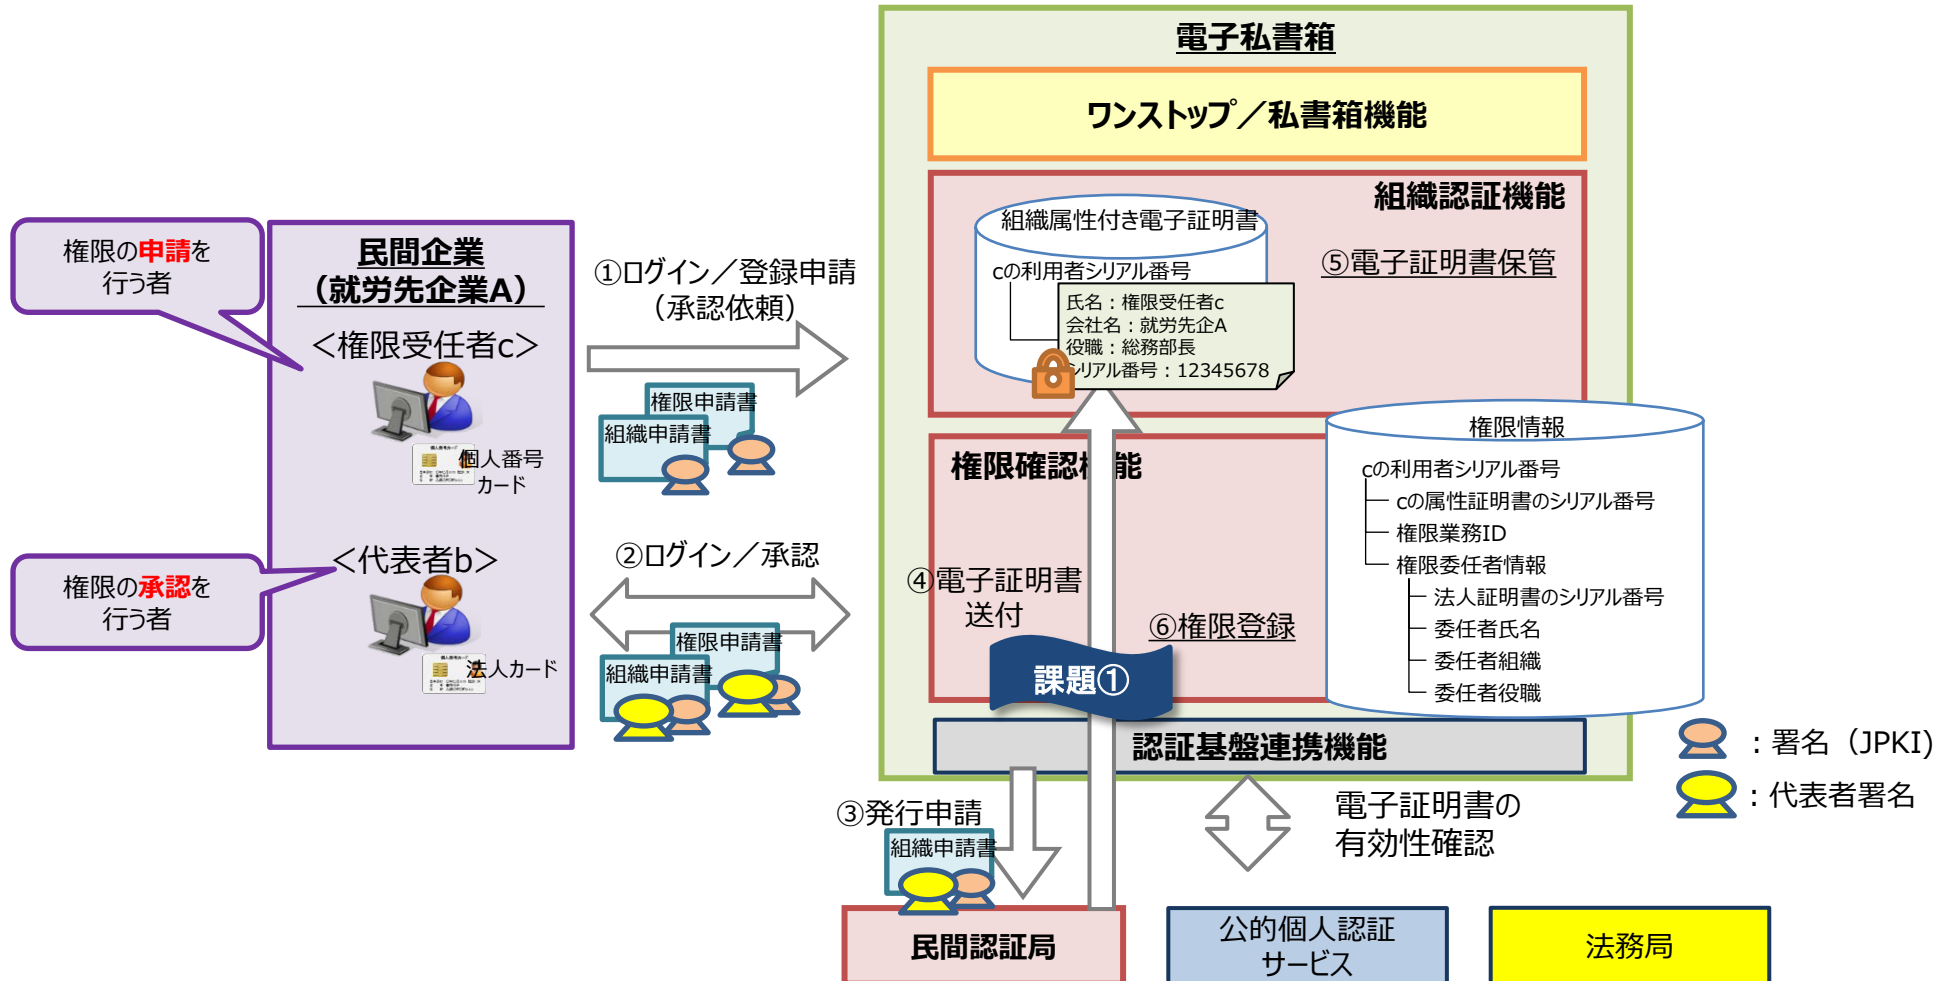 電子私書箱
ワンストップ／私書箱機能
組織認証機能
組織属性付き電子証明書
⑤電子証明書保管
cの利用者シリアル番号
氏名：権限受任者c
会社名：就労先企A
役職：総務部長
シリアル番号：12345678
権限の申請を
行う者
民間企業
（就労先企業A）
＜権限受任者c＞
個人番号
カード
①ログイン／登録申請
（承認依頼）
権限申請書
組織申請書
権限の承認を
行う者
＜代表者b＞
法人カード
②ログイン／承認
権限申請書
組織申請書
権限確認機能
④電子証明書
送付
⑥権限登録
課題①
権限情報
cの利用者シリアル番号
cの属性証明書のシリアル番号
権限業務ID
権限委任者情報
法人証明書のシリアル番号
委任者氏名
委任者組織
委任者役職
認証基盤連携機能
：署名（JPKI)
：代表者署名
③発行申請
組織申請書
電子証明書の
有効性確認
民間認証局
公的個人認証
サービス
法務局